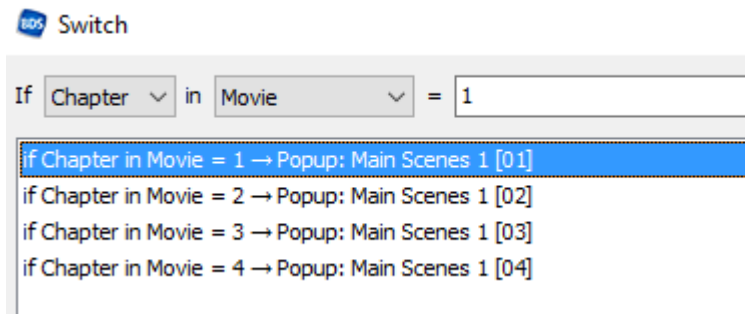 BDS Switch
If Chapter in Movie = 1
if Chapter in Movie = 1 → Popup: Main Scenes 1 [01]
if Chapter in Movie = 2 → Popup: Main Scenes 1 [02]
if Chapter in Movie = 3 → Popup: Main Scenes 1 [03]
if Chapter in Movie = 4 → Popup: Main Scenes 1 [04]